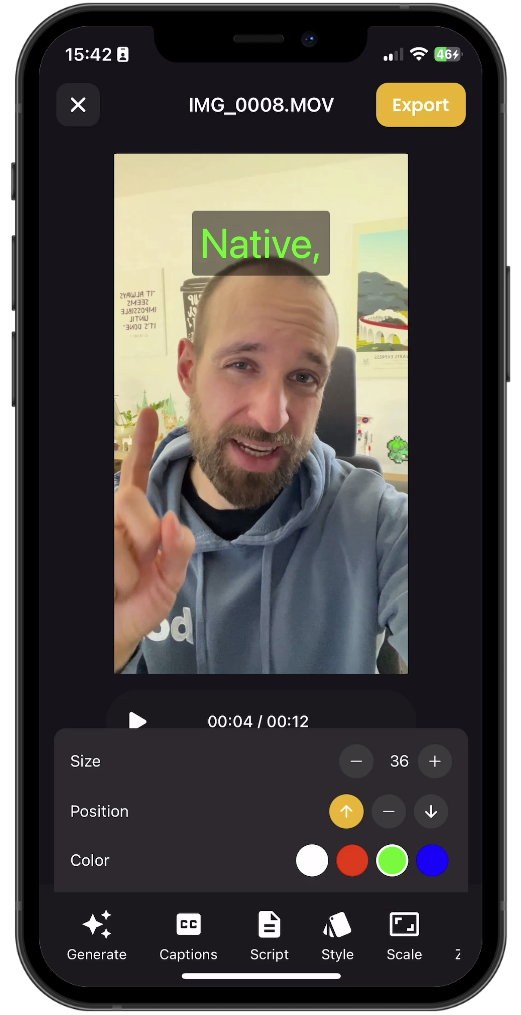 15:42
46
IMG_0008.MOV
Export
Native,
"IT ALWAYS
SEEMS
IMPOSSIBLE
UNTIL
IT'S DONE."
00:04 / 00:12
Size
36
Position
Color
CC
Generate
Captions
Script
Style
Scale